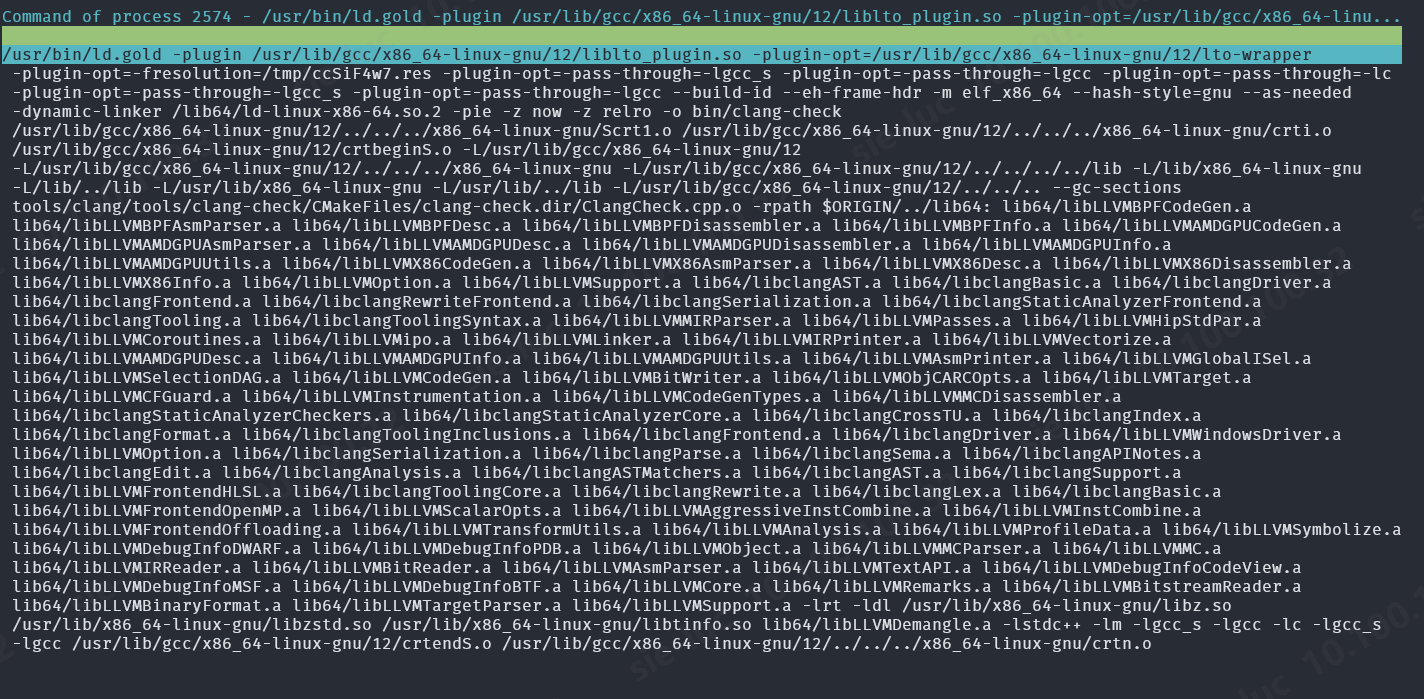 Command of process 2574 - /usr/bin/ld.gold -plugin /usr/lib/gcc/x86_64-linux-gnu/12/liblto_plugin.so -plugin-opt=/usr/lib/gcc/x86_64-linu...
/usr/bin/ld.gold -plugin /usr/lib/gcc/x86_64-linux-gnu/12/liblto_plugin.so -plugin-opt=/usr/lib/gcc/x86_64-linux-gnu/12/lto-wrapper
-plugin-opt=-fresolution=/tmp/ccSiF4w7.res -plugin-opt=-pass-through=-lgcc_s -plugin-opt=-pass-through=-lgcc -plugin-opt=-pass-through=-lc
-plugin-opt=-pass-through=-lgcc_s -plugin-opt=-pass-through=-lgcc --build-id --eh-frame-hdr -m elf_x86_64 --hash-style=gnu --as-needed
-dynamic-linker /lib64/ld-linux-x86-64.so.2 -pie -z now -z relro -o bin/clang-check
/usr/lib/gcc/x86_64-linux-gnu/12/../../../x86_64-linux-gnu/Scrt1.o /usr/lib/gcc/x86_64-linux-gnu/12/../../../x86_64-linux-gnu/crti.o
/usr/lib/gcc/x86_64-linux-gnu/12/crtbeginS.o -L/usr/lib/gcc/x86_64-linux-gnu/12
-L/usr/lib/gcc/x86_64-linux-gnu/12/../../../x86_64-linux-gnu -L/usr/lib/gcc/x86_64-linux-gnu/12/../../../../lib -L/lib/x86_64-linux-gnu
-L/lib/../lib -L/usr/lib/x86_64-linux-gnu -L/usr/lib/../lib -L/usr/lib/gcc/x86_64-linux-gnu/12/../../.. --gc-sections
tools/clang/tools/clang-check/CMakeFiles/clang-check.dir/ClangCheck.cpp.o -rpath $ORIGIN/../lib64: lib64/libLLVMBPFCodeGen.a
lib64/libLLVMBPFAsmParser.a lib64/libLLVMBPFDesc.a lib64/libLLVMBPFDisassembler.a lib64/libLLVMBPFInfo.a lib64/libLLVMAMDGPUCodeGen.a
lib64/libLLVMAMDGPUAsmParser.a lib64/libLLVMAMDGPUDesc.a lib64/libLLVMAMDGPUDisassembler.a lib64/libLLVMAMDGPUInfo.a
lib64/libLLVMAMDGPUUtils.a lib64/libLLVMX86CodeGen.a lib64/libLLVMX86AsmParser.a lib64/libLLVMX86Desc.a lib64/libLLVMX86Disassembler.a
lib64/libLLVMX86Info.a lib64/libLLVMOption.a lib64/libLLVMSupport.a lib64/libclangAST.a lib64/libclangBasic.a lib64/libclangDriver.a
lib64/libclangFrontend.a lib64/libclangRewriteFrontend.a lib64/libclangSerialization.a lib64/libclangStaticAnalyzerFrontend.a
lib64/libclangTooling.a lib64/libclangToolingSyntax.a lib64/libLLVMMIRParser.a lib64/libLLVMPasses.a lib64/libLLVMHipStdPar.a
lib64/libLLVMCoroutines.a lib64/libLLVMipo.a lib64/libLLVMLinker.a lib64/libLLVMIRPrinter.a lib64/libLLVMVectorize.a
lib64/libLLVMAMDGPUDesc.a lib64/libLLVMAMDGPUInfo.a lib64/libLLVMAMDGPUUtils.a lib64/libLLVMAsmPrinter.a lib64/libLLVMGlobalISel.a
lib64/libLLVMSelectionDAG.a lib64/libLLVMCodeGen.a lib64/libLLVMBitWriter.a lib64/libLLVMObjCARCOpts.a lib64/libLLVMTarget.a
lib64/libLLVMCFGuard.a lib64/libLLVMInstrumentation.a lib64/libLLVMCodeGenTypes.a lib64/libLLVMMCDisassembler.a
lib64/libclangStaticAnalyzerCheckers.a lib64/libclangStaticAnalyzerCore.a lib64/libclangCrossTU.a lib64/libclangIndex.a
lib64/libclangFormat.a lib64/libclangToolingInclusions.a lib64/libclangFrontend.a lib64/libclangDriver.a lib64/libLLVMWindowsDriver.a
lib64/libLLVMOption.a lib64/libclangSerialization.a lib64/libclangParse.a lib64/libclangSema.a lib64/libclangAPINotes.a
lib64/libclangEdit.a lib64/libclangAnalysis.a lib64/libclangASTMatchers.a lib64/libclangAST.a lib64/libclangSupport.a
lib64/libLLVMFrontendHLSL.a lib64/libclangToolingCore.a lib64/libclangRewrite.a lib64/libclangLex.a lib64/libclangBasic.a
lib64/libLLVMFrontendOpenMP.a lib64/libLLVMScalarOpts.a lib64/libLLVMAggressiveInstCombine.a lib64/libLLVMInstCombine.a
lib64/libLLVMFrontendOffloading.a lib64/libLLVMTransformUtils.a lib64/libLLVMAnalysis.a lib64/libLLVMProfileData.a lib64/libLLVMSymbolize.a
lib64/libLLVMDebugInfoDWARF.a lib64/libLLVMDebugInfoPDB.a lib64/libLLVMObject.a lib64/libLLVMMCParser.a lib64/libLLVMMC.a
lib64/libLLVMIRReader.a lib64/libLLVMBitReader.a lib64/libLLVMAsmParser.a lib64/libLLVMTextAPI.a lib64/libLLVMDebugInfoCodeView.a
lib64/libLLVMDebugInfoMSF.a lib64/libLLVMDebugInfoBTF.a lib64/libLLVMCore.a lib64/libLLVMRemarks.a lib64/libLLVMBitstreamReader.a
lib64/libLLVMBinaryFormat.a lib64/libLLVMTargetParser.a lib64/libLLVMSupport.a -lrt -ldl /usr/lib/x86_64-linux-gnu/libz.so
/usr/lib/x86_64-linux-gnu/libzstd.so /usr/lib/x86_64-linux-gnu/libtinfo.so lib64/libLLVMDemangle.a -lstdc++ -lm -lgcc_s -lgcc -lc -lgcc_s
-lgcc /usr/lib/gcc/x86_64-linux-gnu/12/crtendS.o /usr/lib/gcc/x86_64-linux-gnu/12/../../../x86_64-linux-gnu/crtn.o